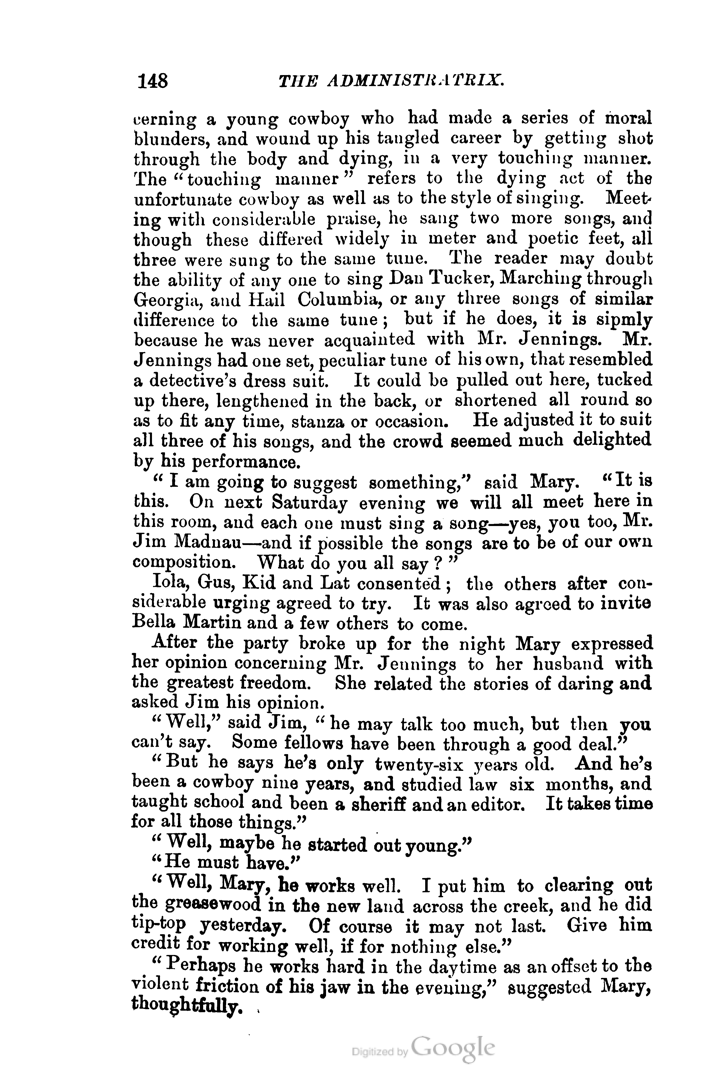 148 THE ADMINISTRATRIX.
cerning a young cowboy who had made a series of moral
blunders, and wound up his tangled career by getting shot
through the body and dying, in a very touching manner.
The “touching manner” refers to the dying act of the
unfortunate cowboy as well as to the style of singing. Meet-
ing with considerable praise, he sang two more songs, and
though these differed widely in meter and poetic feet, all
three were sung to the same tune. The reader may doubt
the ability of any one to sing Dan Tucker, Marching through
Georgia, and Hail Columbia, or any three songs of similar
difference to the same tune; but if he does, it is sipmly
because he was never acquainted with Mr. Jennings. Mr.
Jennings had one set, peculiar tune of his own, that resembled
a detective’s dress suit. It could be pulled out here, tucked
up there, lengthened in the back, or shortened all round so
as to fit any time, stanza or occasion. He adjusted it to suit
all three of his songs, and the crowd seemed much delighted
by his performance.
“I am going to suggest something,” said Mary. “It is
this. On next Saturday evening we will all meet here in
this room, and each one must sing a song—yes, you too, Mr.
Jim Madnau—and if possible the songs are to be of our own
composition. What do you all say?”
Iola, Gus, Kid and Lat consented; the others after con-
siderable urging agreed to try. It was also agreed to invite
Bella Martin and a few others to come.
After the party broke up for the night Mary expressed
her opinion concerning Mr. Jennings to her husband with
the greatest freedom. She related the stories of daring and
asked Jim his opinion.
“Well,” said Jim, “he may talk too much, but then you
can’t say. Some fellows have been through a good deal.”
“But he says he’s only twenty-six years old. And he’s
been a cowboy nine years, and studied law six months, and
taught school and been a sheriff and an editor. It takes time
for all those things.”
“Well, maybe he started out young.”
“He must have.”
“Well, Mary, he works well. I put him to clearing out
the greasewood in the new land across the creek, and he did
tip-top yesterday. Of course it may not last. Give him
credit for working well, if for nothing else.”
“Perhaps he works hard in the daytime as an offset to the
violent friction of his jaw in the evening,” suggested Mary,
thoughtfully.
Digitized by Google